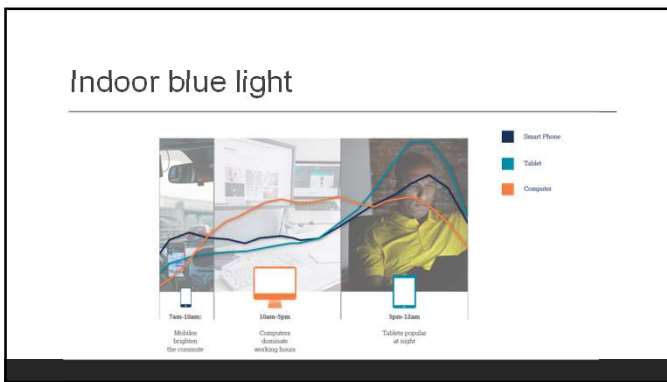 Indoor blue light
Smart Phone
Tablet
Computer
7am-10am:
Mobiles
brighten
the commute
10am-5pm
Computers
dominate
working hours
5pm-12am
Tablets popular
at night